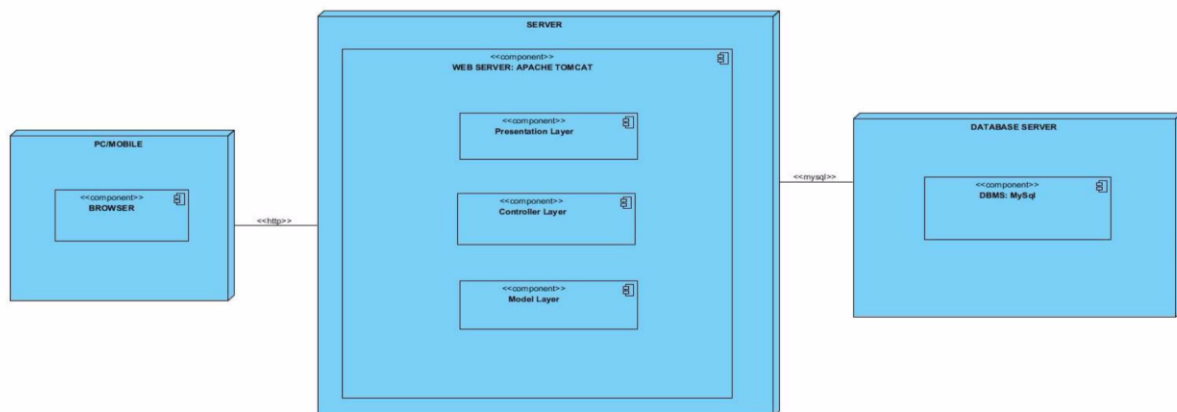 PC/MOBILE
<<component>>
BROWSER
<<http>>
SERVER
<<component>>
WEB SERVER: APACHE TOMCAT
<<component>>
Presentation Layer
<<component>>
Controller Layer
<<component>>
Model Layer
<<mysql>>
DATABASE SERVER
<<component>>
DBMS: MySql